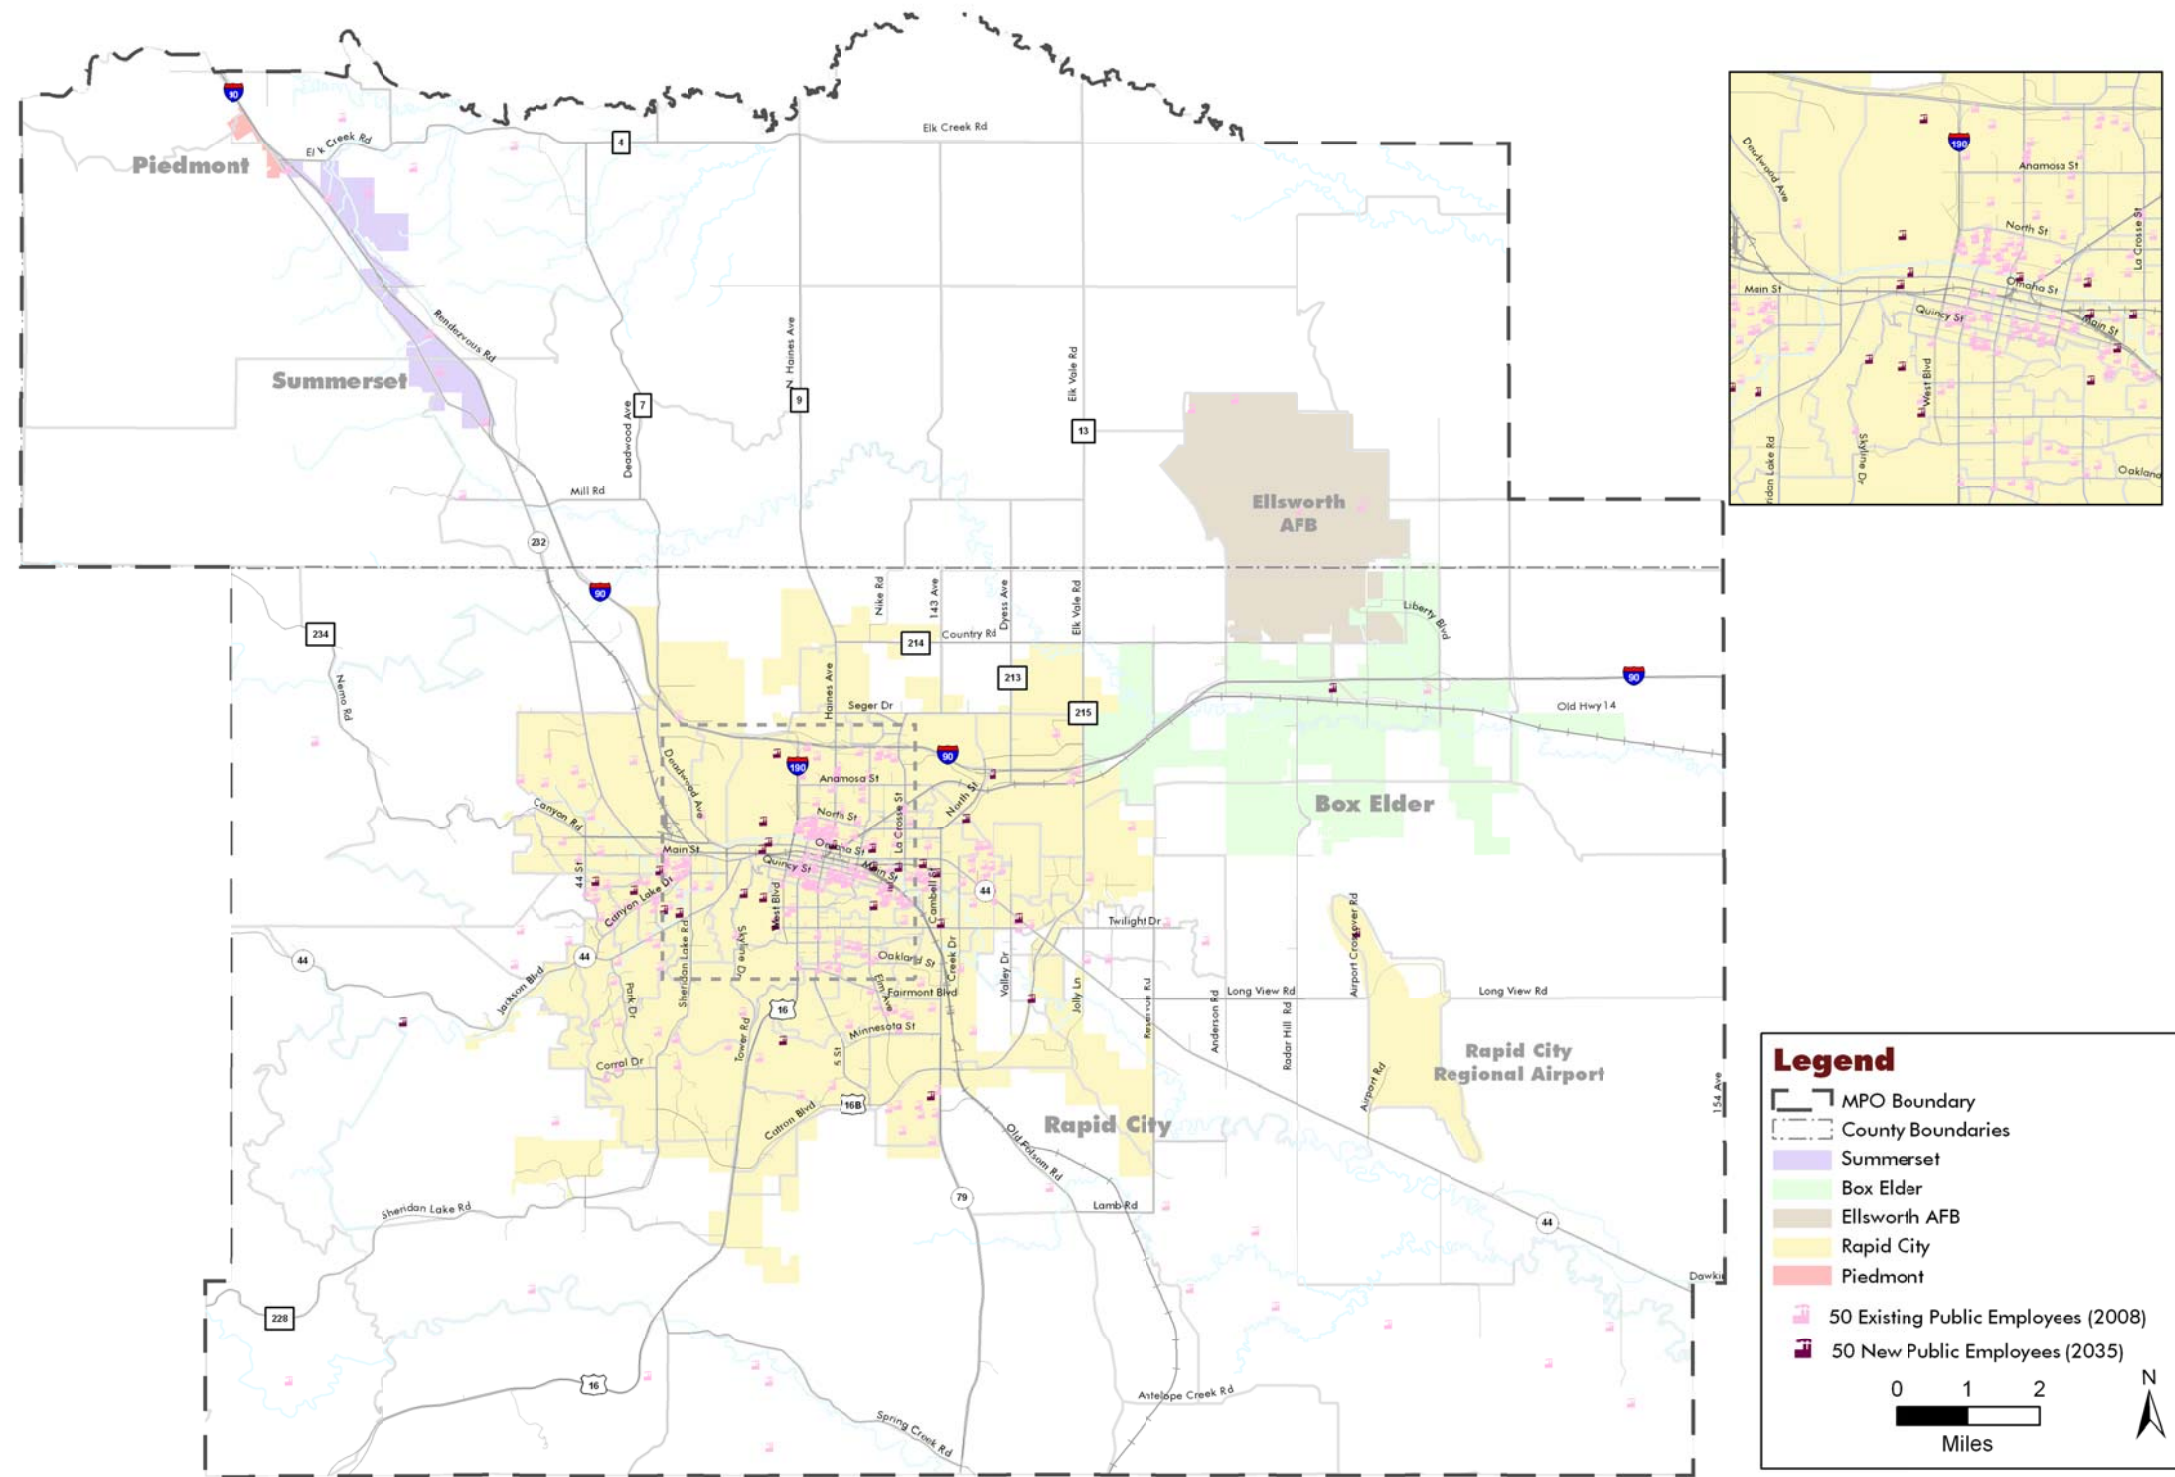 10
Elk Creek Rd
4
Elk Creek Rd
Piedmont
Rendezvous Rd
Summerset
7
Deadwood Ave
N. Haines Ave
9
Elk Vale Rd
13
Mill Rd
232
Ellsworth
AFB
90
234
Nemo Rd
Nike Rd
143 Ave
Dyess Ave
Elk Vale Rd
214
Country Rd
Liberty Blvd
213
Haines Ave
Seger Dr
215
90
Old Hwy 14
Deadwood Ave
190
90
Anamosa St
North St
La Crosse St
North St
Box Elder
Canyon Rd
Main St
Omaha St
Quincy St
Main St
44 St
Canyon Lake Dr
West Blvd
Cambell St
44
Twilight Dr
Airport Crossover Rd
44
44
Jackson Blvd
Park Dr
Sheridan Lake Rd
Skyline Dr
Oakland St
Elm Ave
Fairmont Blvd
Creek Dr
Valley Dr
Jolly Ln
Reservoir Rd
Long View Rd
Long View Rd
Anderson Rd
Radar Hill Rd
16
Tower Rd
Minnesota St
5 St
Corral Dr
Catron Blvd
16B
Rapid City
Regional Airport
Airport Rd
154 Ave
Rapid City
Old Folsom Rd
79
Lamb Rd
Sheridan Lake Rd
44
228
16
Antelope Creek Rd
Spring Creek Rd
Deadwood Ave
190
Anamosa St
La Crosse St
North St
Main St
Omaha St
Quincy St
Main St
West Blvd
Skyline Dr
ridan Lake Rd
Oakland
Legend
MPO Boundary
County Boundaries
Summerset
Box Elder
Ellsworth AFB
Rapid City
Piedmont
50 Existing Public Employees (2008)
50 New Public Employees (2035)
0 1 2
Miles
N